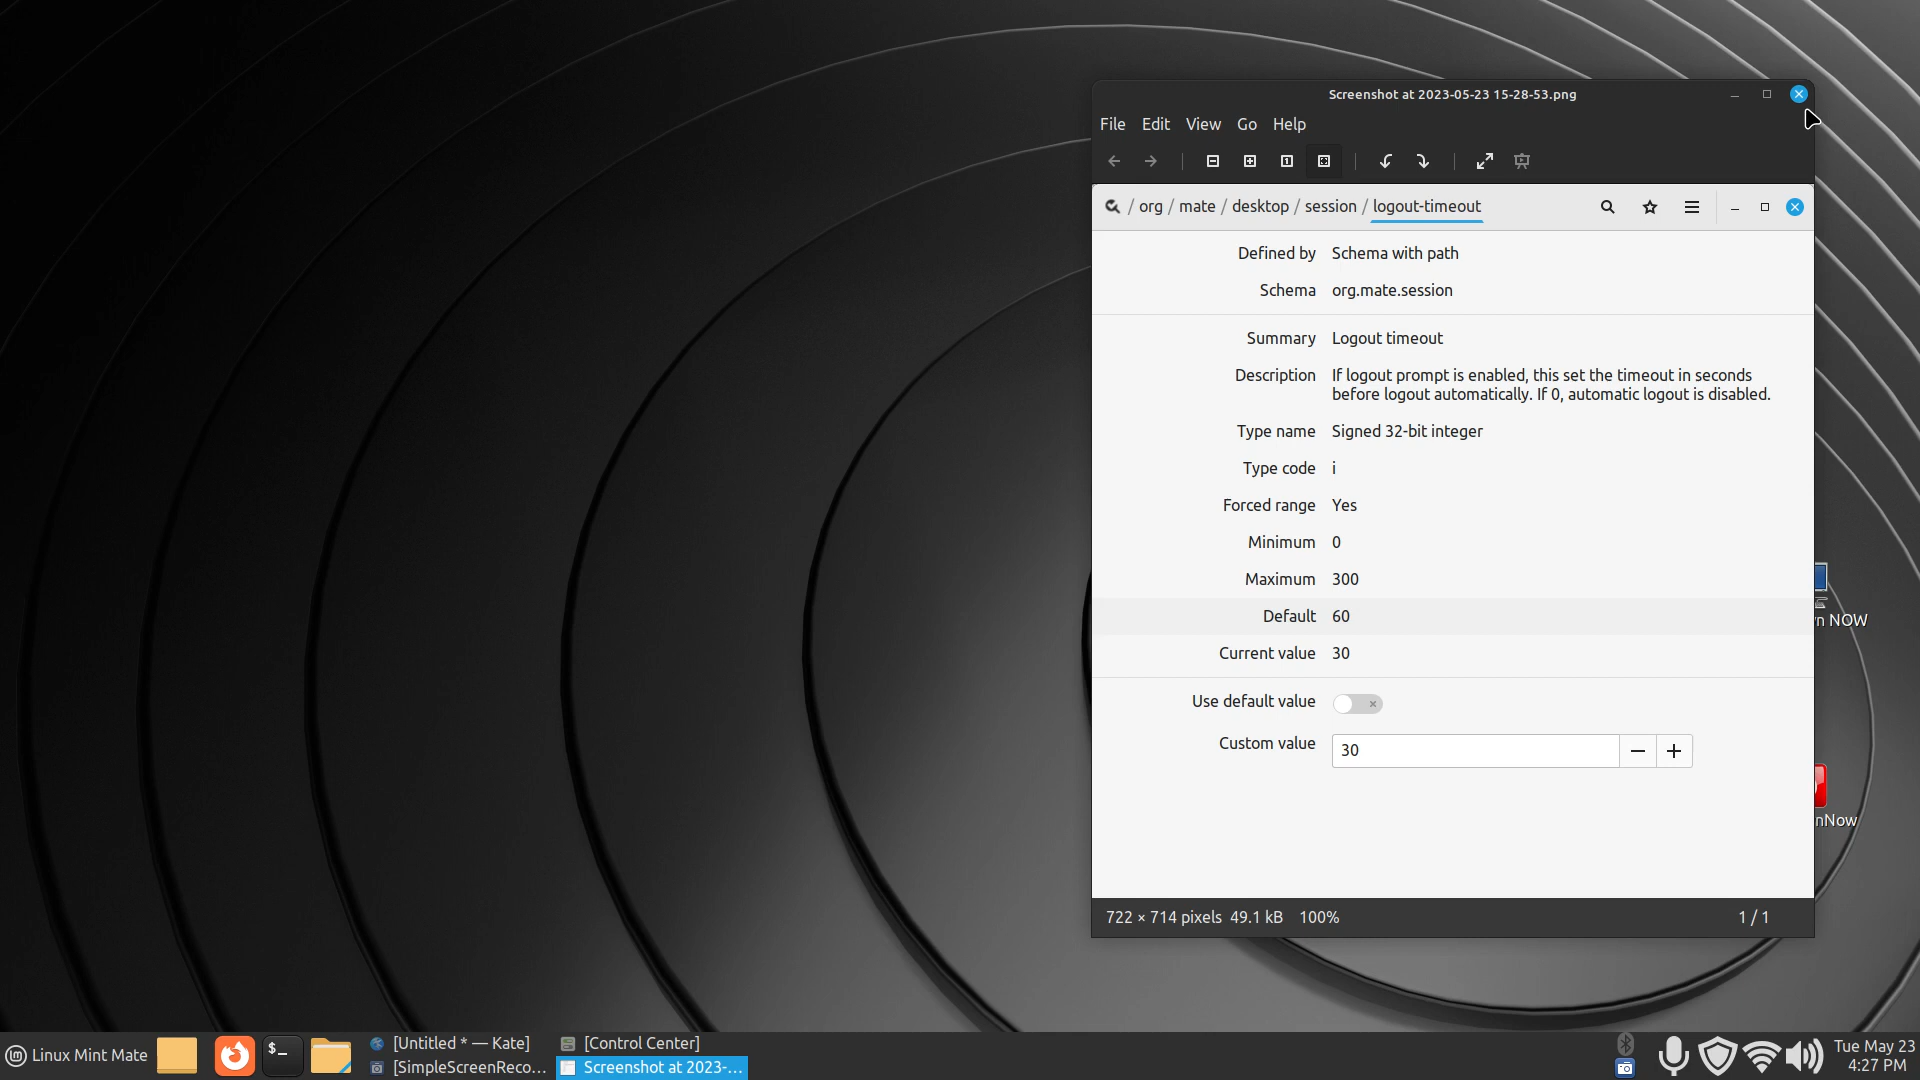 Screenshot at 2023-05-23 15-28-53.png
File Edit View Go Help
/ org / mate / desktop / session / logout-timeout
Defined by Schema with path
Schema org.mate.session
Summary Logout timeout
Description If logout prompt is enabled, this set the timeout in seconds
before logout automatically. If 0, automatic logout is disabled.
Type name Signed 32-bit integer
Type code i
Forced range Yes
Minimum 0
Maximum 300
Default 60
Current value 30
Use default value
Custom value 30
722 × 714 pixels 49.1 kB 100% 1 / 1
NOW
nNow
Linux Mint Mate
$_
[Untitled * — Kate]
[SimpleScreenReco...
[Control Center]
Screenshot at 2023-...
Tue May 23
4:27 PM